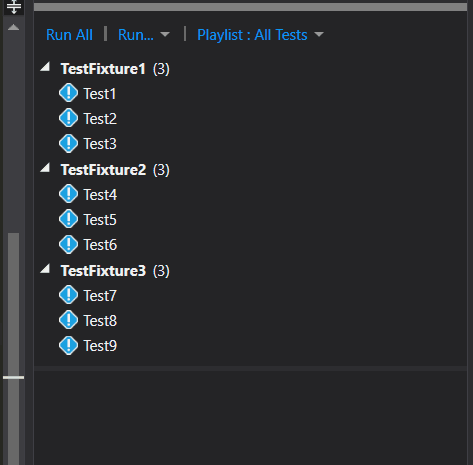 Run All | Run... | Playlist : All Tests
TestFixture1 (3)
Test1
Test2
Test3
TestFixture2 (3)
Test4
Test5
Test6
TestFixture3 (3)
Test7
Test8
Test9